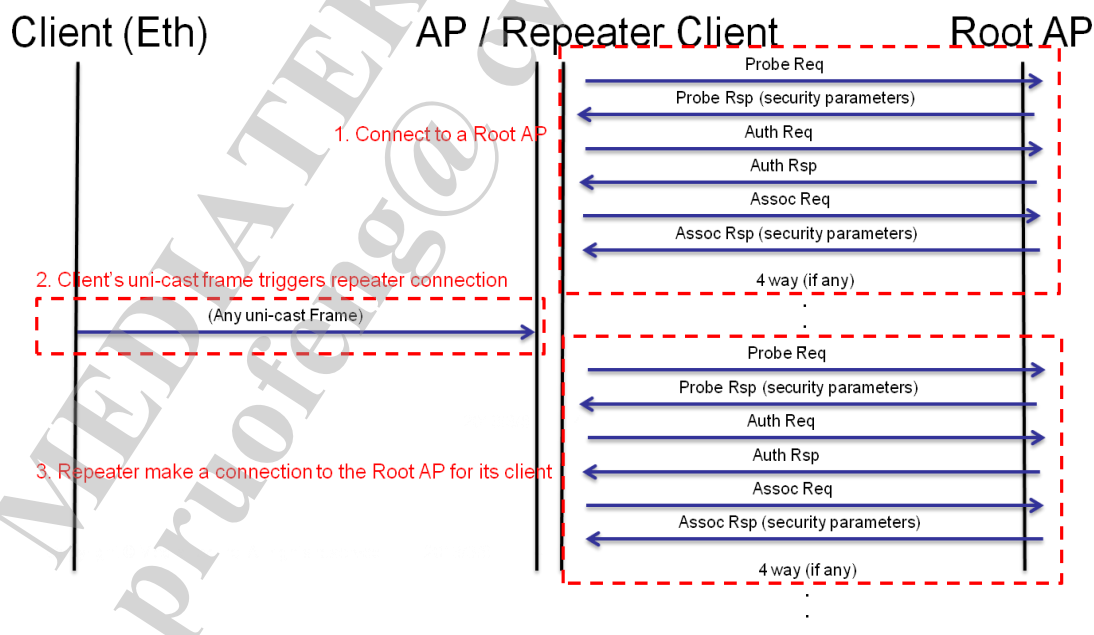 Client (Eth)
AP / Repeater Client
Root AP
Probe Req
Probe Rsp (security parameters)
1. Connect to a Root AP
Auth Req
Auth Rsp
Assoc Req
Assoc Rsp (security parameters)
2. Client's uni-cast frame triggers repeater connection
4 way (if any)
(Any uni-cast Frame)
.
.
Probe Req
Probe Rsp (security parameters)
Auth Req
Auth Rsp
3. Repeater make a connection to the Root AP for its client
Assoc Req
Assoc Rsp (security parameters)
4 way (if any)
.
.
MEDIATEK
pruofeng@ cy